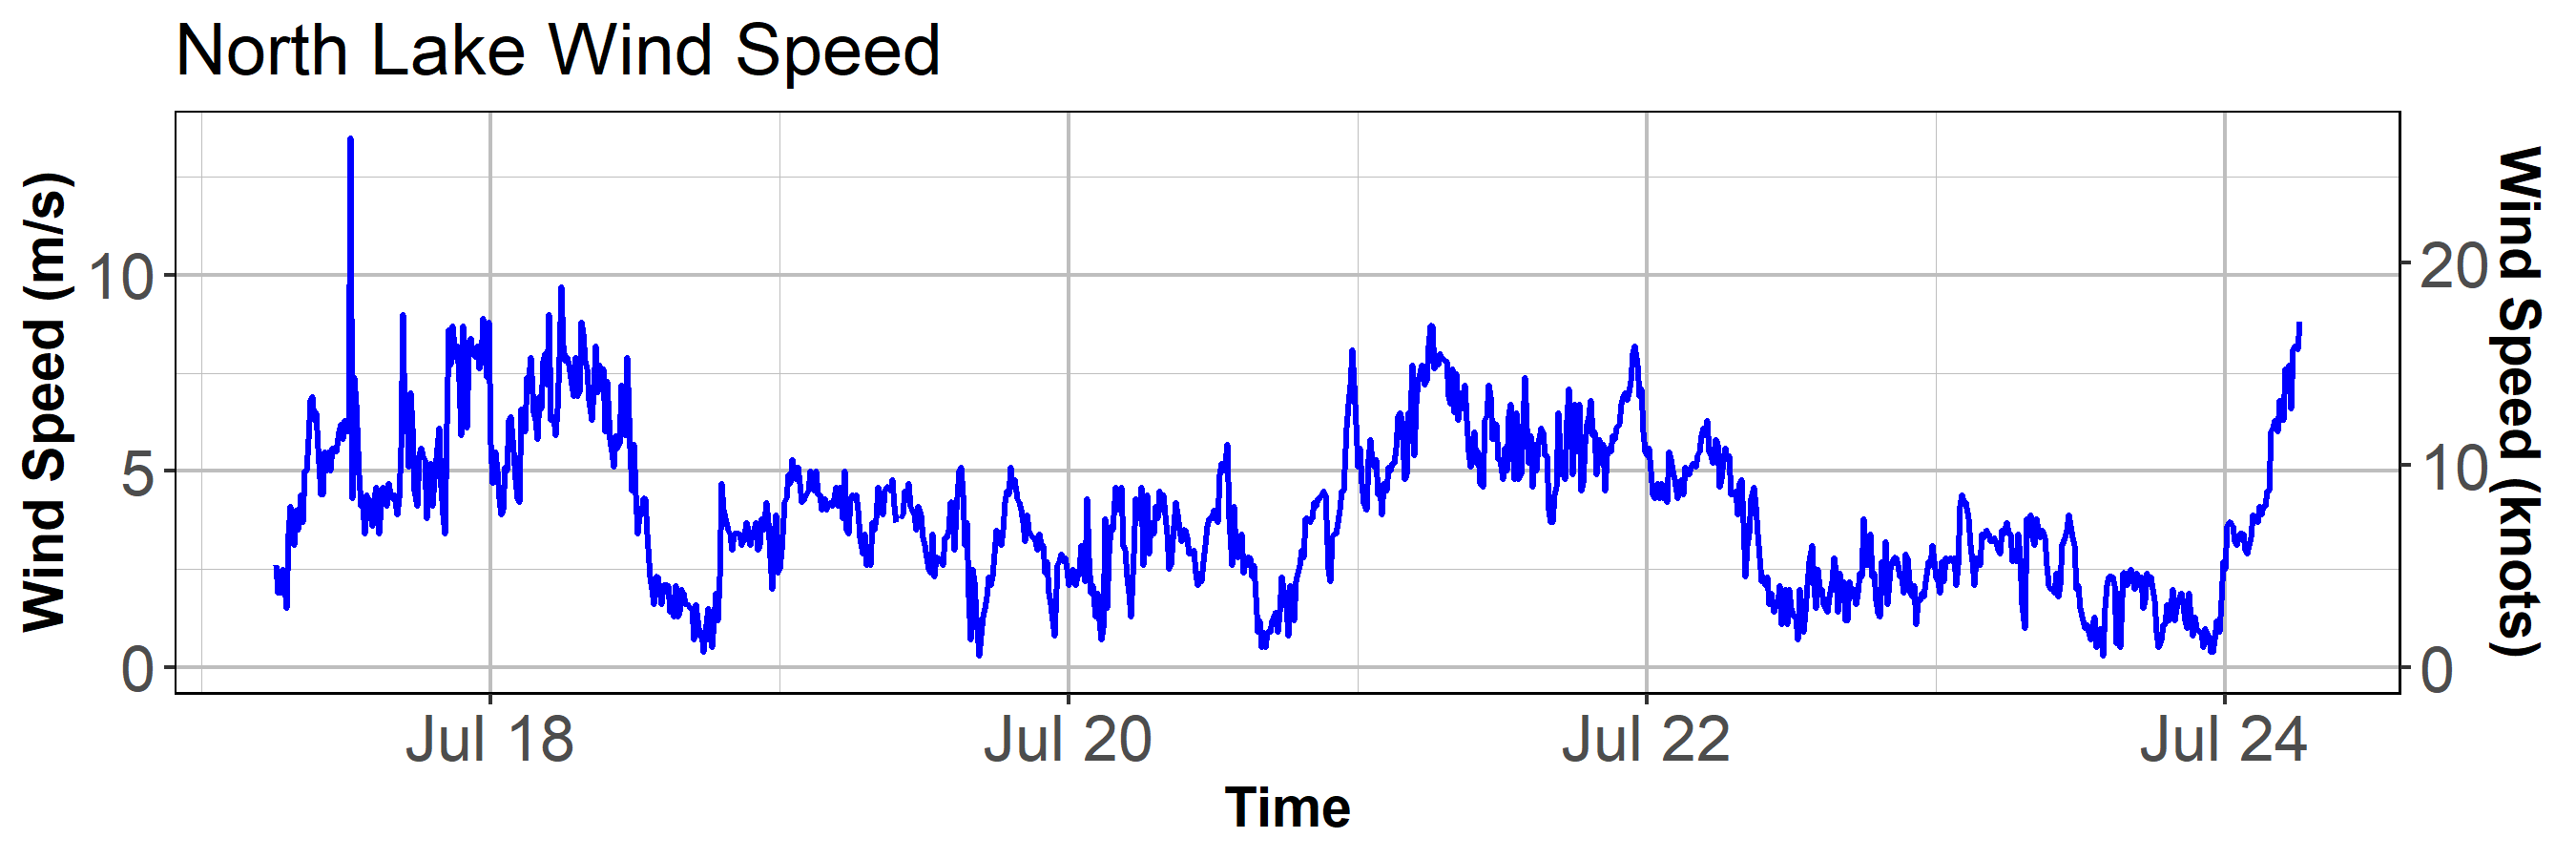 North Lake Wind Speed
Wind Speed (m/s)
10
5
0
20
10
0
Wind Speed (knots)
Jul 18
Jul 20
Jul 22
Jul 24
Time